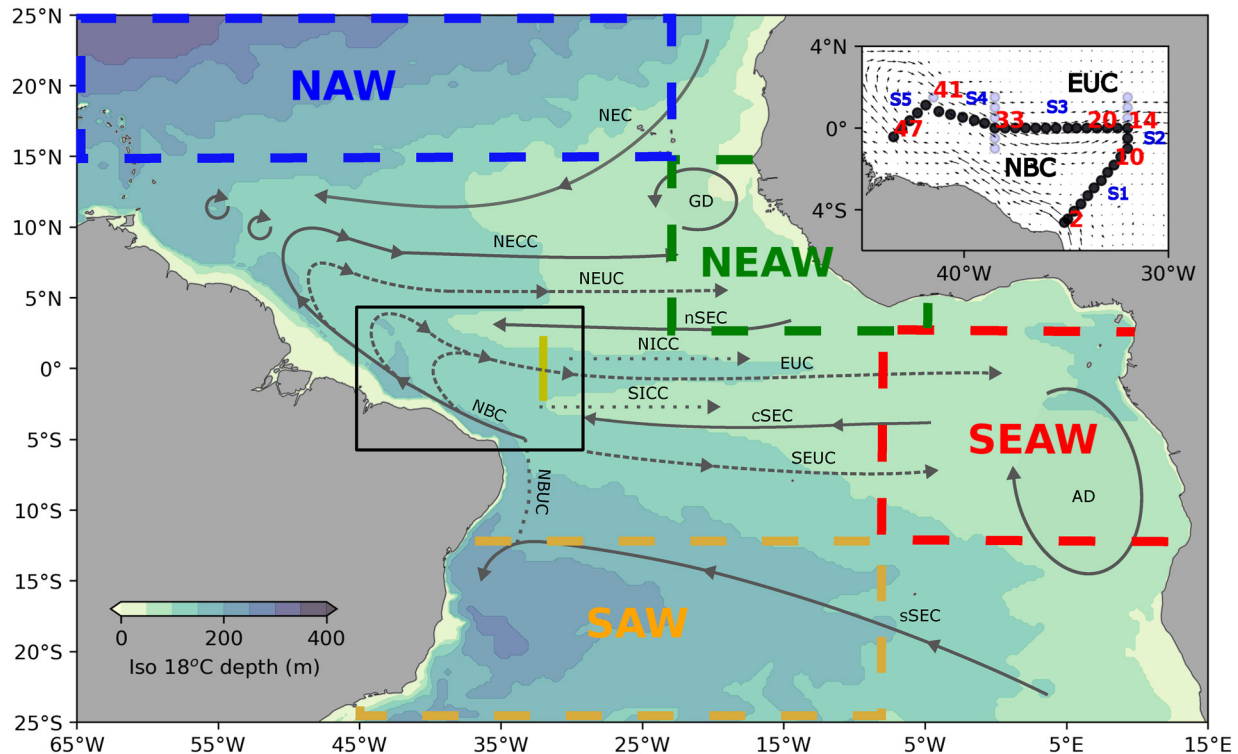 25°N
20°N
15°N
10°N
5°N
0°
5°S
10°S
15°S
20°S
25°S
65°W
55°W
45°W
35°W
25°W
15°W
5°W
5°E
15°E
NAW
NEC
GD
NECC
NEAW
NEUC
nSEC
NICC
EUC
SICC
NBC
cSEC
SEAW
SEUC
NBUC
AD
SAW
sSEC
0
200
400
Iso 18°C depth (m)
4°N
0°
4°S
40°W
30°W
EUC
41
S5
S4
S3
47
33
20
14
S2
NBC
10
S1
2